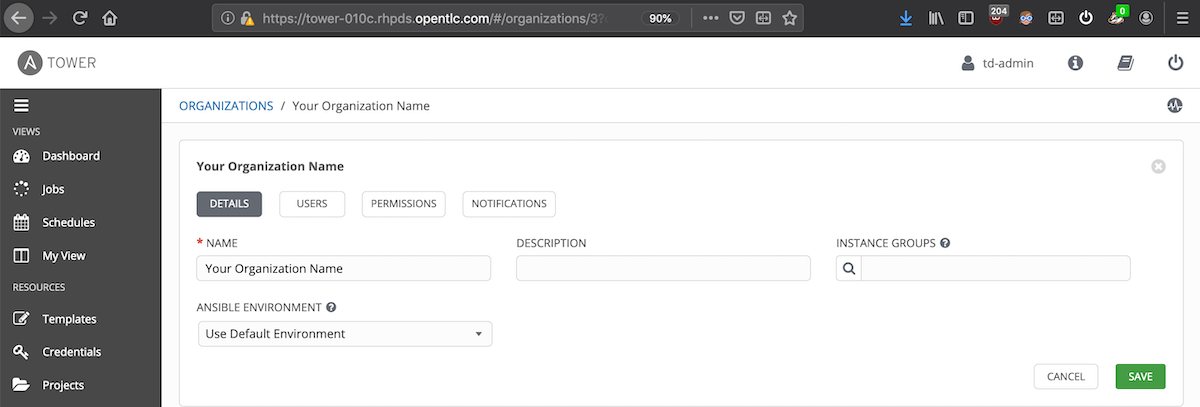 https://tower-010c.rhpds.opentlc.com/#/organizations/3? 90% 204 0
A TOWER td-admin
ORGANIZATIONS / Your Organization Name
VIEWS
Dashboard
Jobs
Schedules
My View
RESOURCES
Templates
Credentials
Projects
Your Organization Name
DETAILS USERS PERMISSIONS NOTIFICATIONS
* NAME DESCRIPTION INSTANCE GROUPS ?
Your Organization Name
ANSIBLE ENVIRONMENT ?
Use Default Environment
CANCEL SAVE